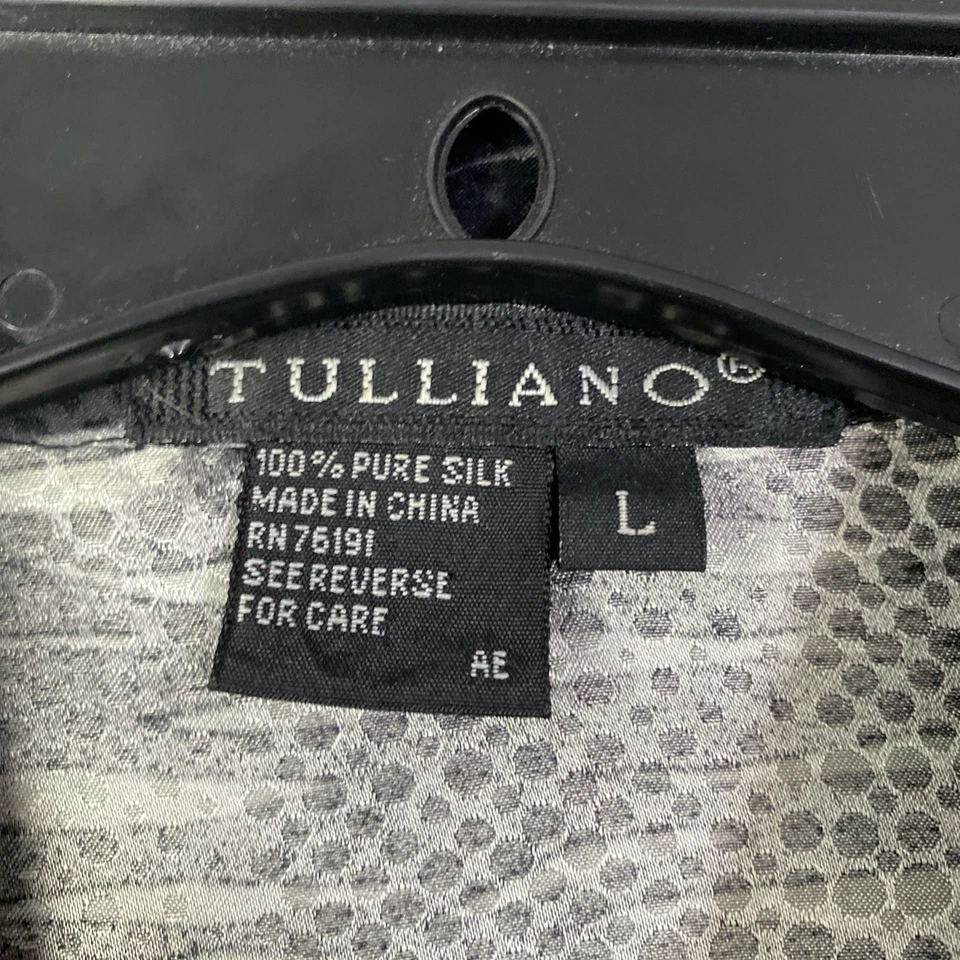 TULLIANO®
100% PURE SILK
MADE IN CHINA
RN 76191
SEE REVERSE
FOR CARE
AE
L